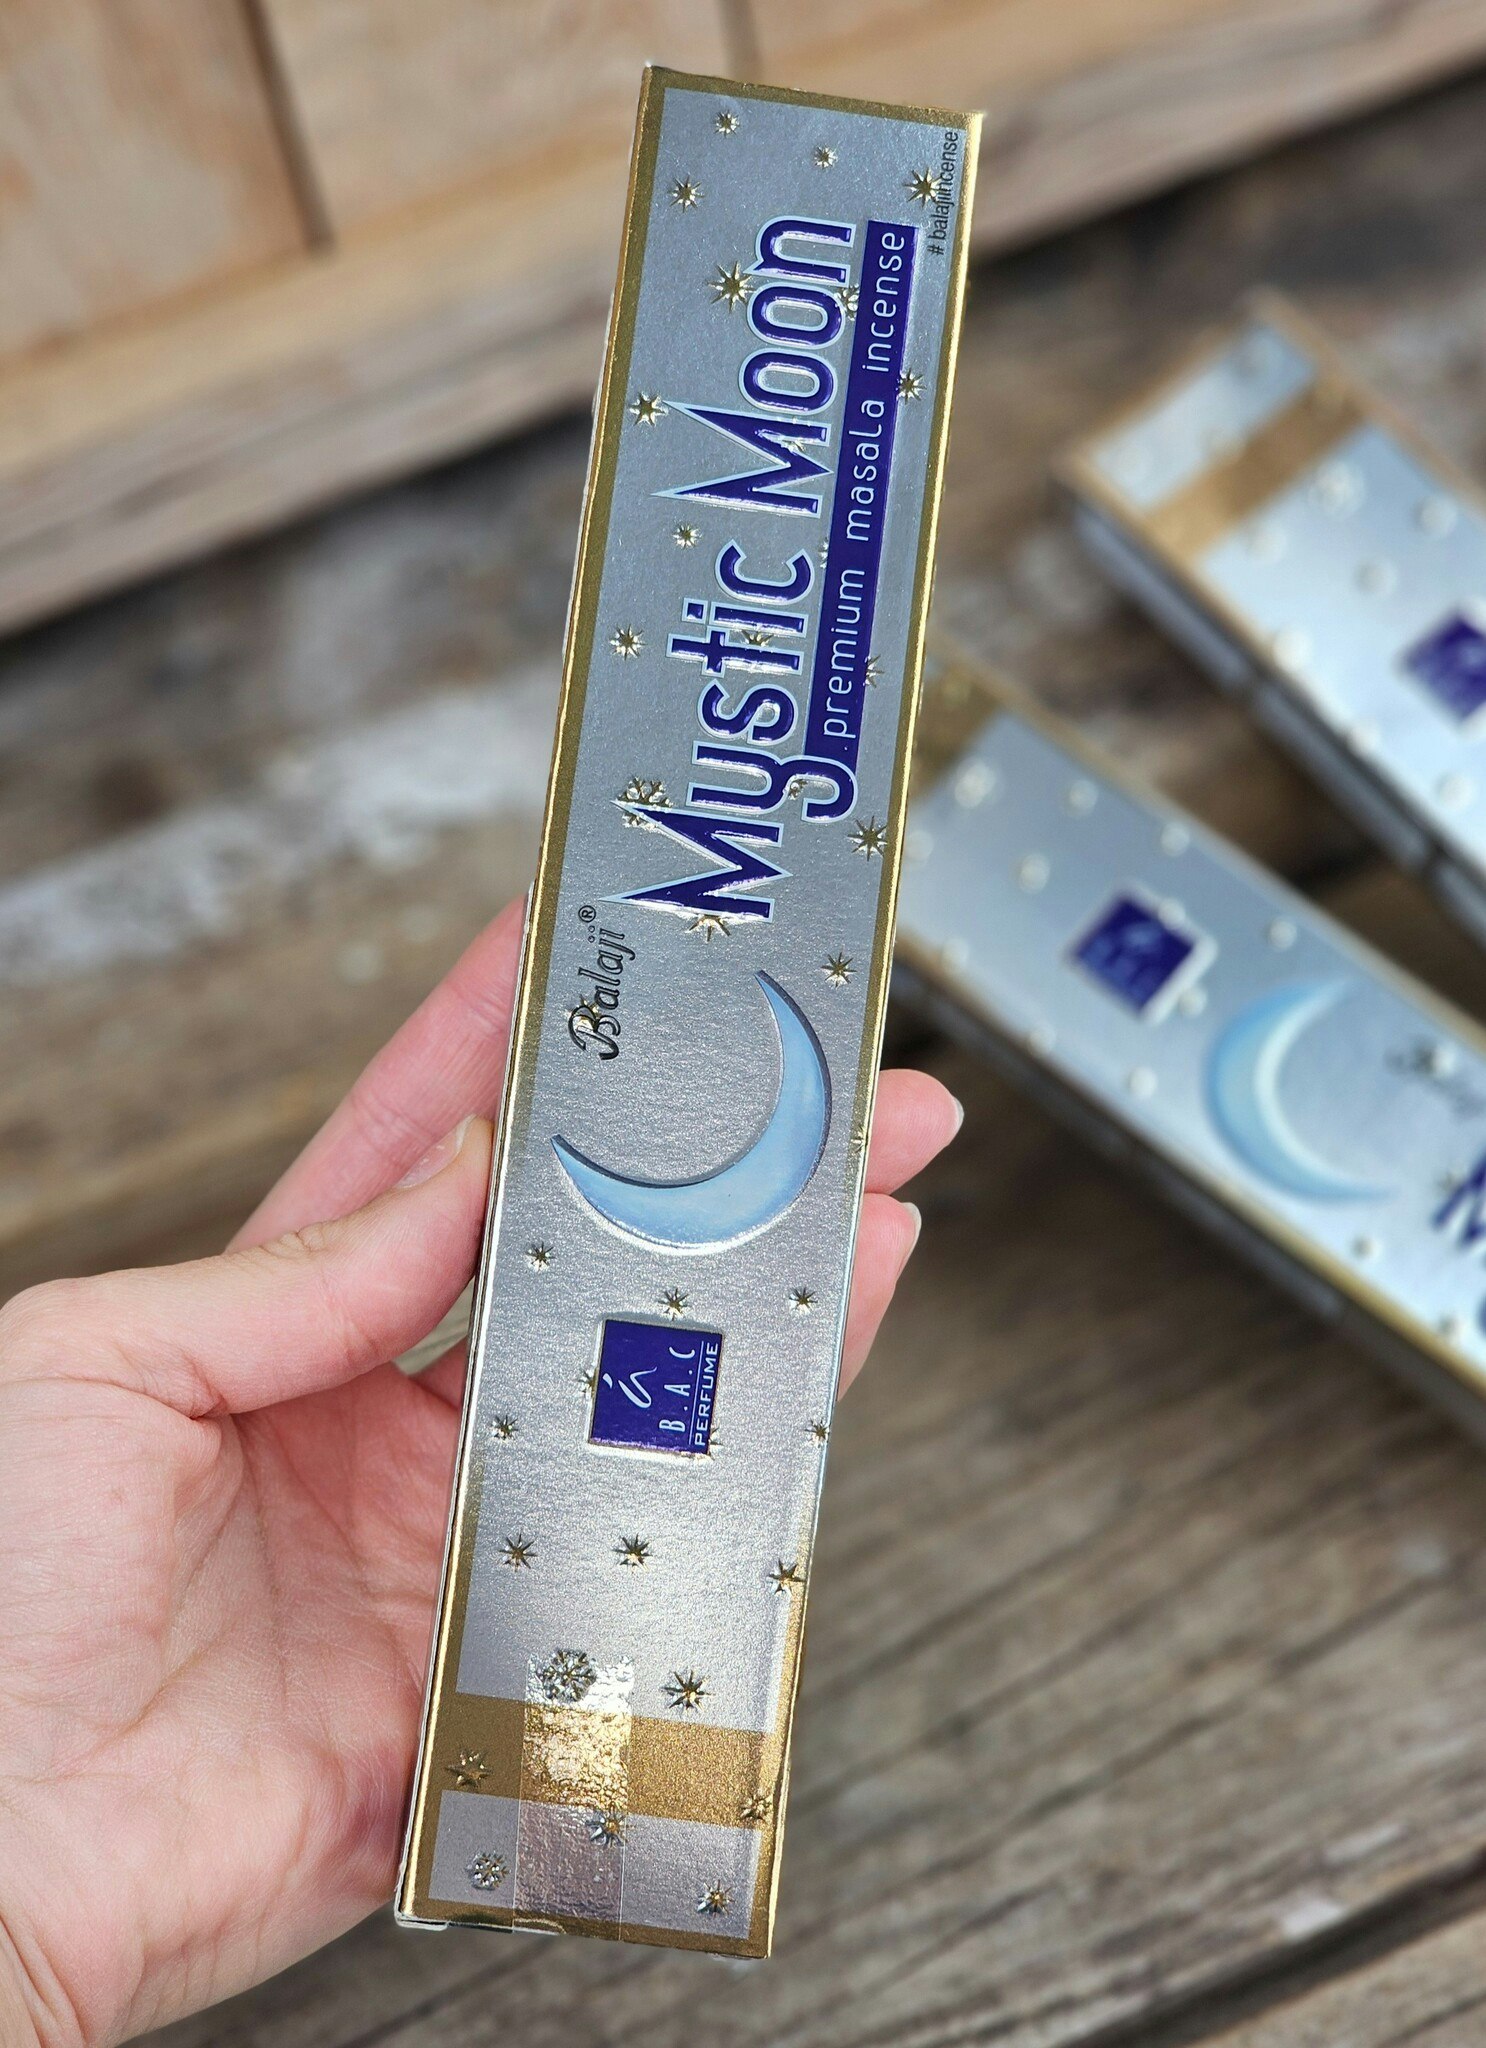 Balaji®
Mystic Moon
premium masala incense
# balajiincense
B.A.C
PERFUME